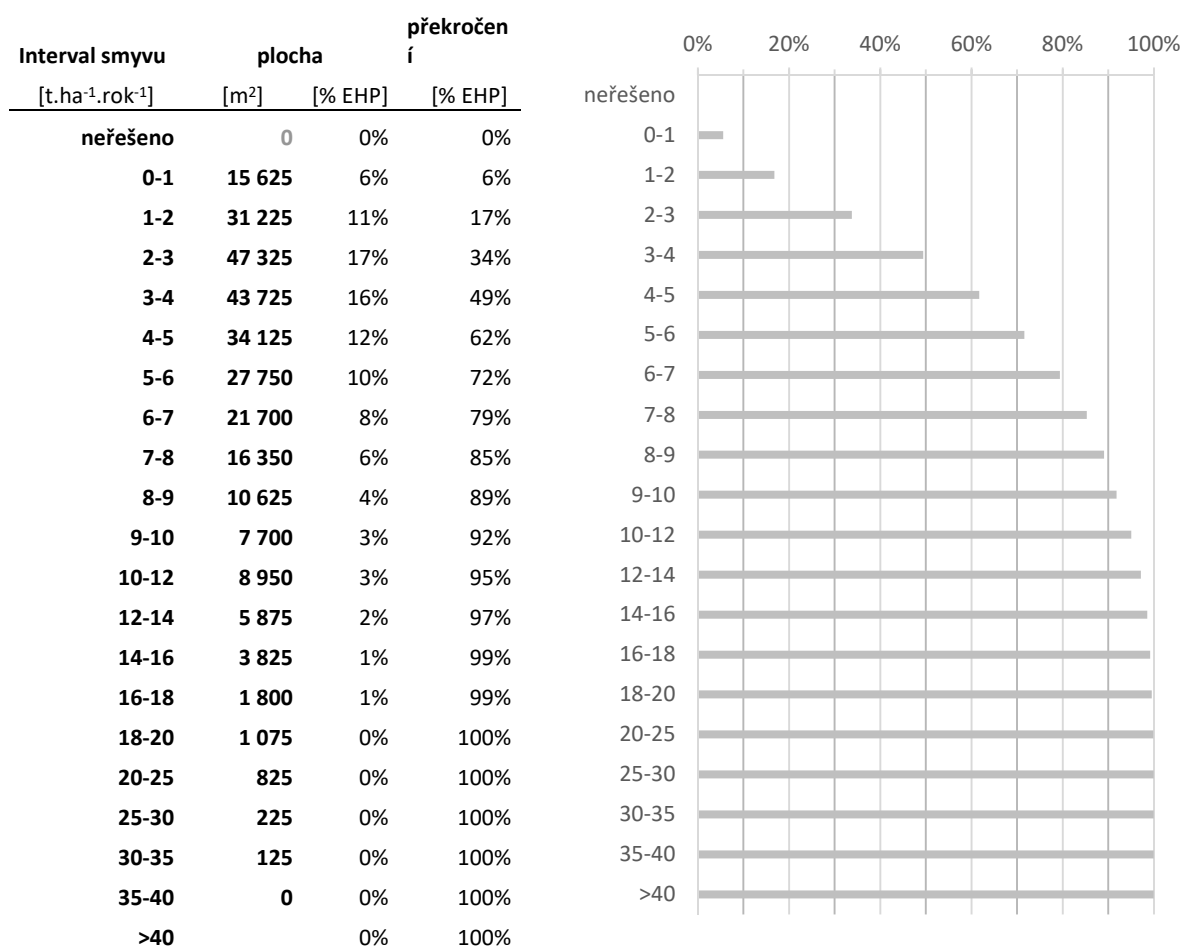 překročen
Interval smyvu plocha í
[t.ha-1.rok-1] [m2] [% EHP] [% EHP]
neřešeno 0 0% 0%
0-1 15 625 6% 6%
1-2 31 225 11% 17%
2-3 47 325 17% 34%
3-4 43 725 16% 49%
4-5 34 125 12% 62%
5-6 27 750 10% 72%
6-7 21 700 8% 79%
7-8 16 350 6% 85%
8-9 10 625 4% 89%
9-10 7 700 3% 92%
10-12 8 950 3% 95%
12-14 5 875 2% 97%
14-16 3 825 1% 99%
16-18 1 800 1% 99%
18-20 1 075 0% 100%
20-25 825 0% 100%
25-30 225 0% 100%
30-35 125 0% 100%
35-40 0 0% 100%
>40 0% 100%
0% 20% 40% 60% 80% 100%
neřešeno
0-1
1-2
2-3
3-4
4-5
5-6
6-7
7-8
8-9
9-10
10-12
12-14
14-16
16-18
18-20
20-25
25-30
30-35
35-40
>40